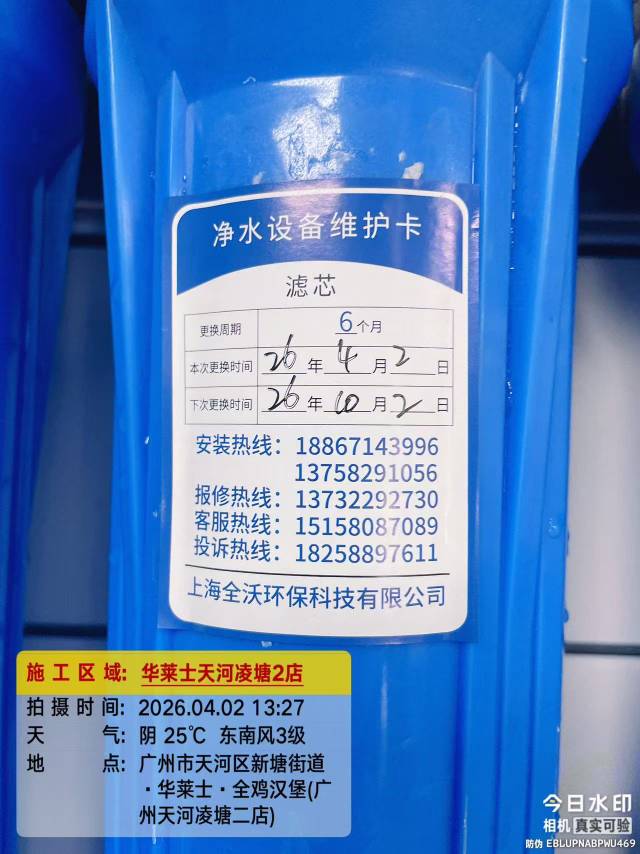 净水设备维护卡
滤芯
更换周期 6个月
本次更换时间 26年4月2日
下次更换时间 26年10月2日
安装热线：18867143996
13758291056
报修热线：13732292730
客服热线：15158087089
投诉热线：18258897611
上海全沃环保科技有限公司
施工区域：华莱士天河凌塘2店
拍摄时间：2026.04.02 13:27
天气：阴 25℃ 东南风3级
地点：广州市天河区新塘街道
·华莱士·全鸡汉堡(广
州天河凌塘二店)
今日水印
相机 真实可验
防伪 EBLUPNABPWU469